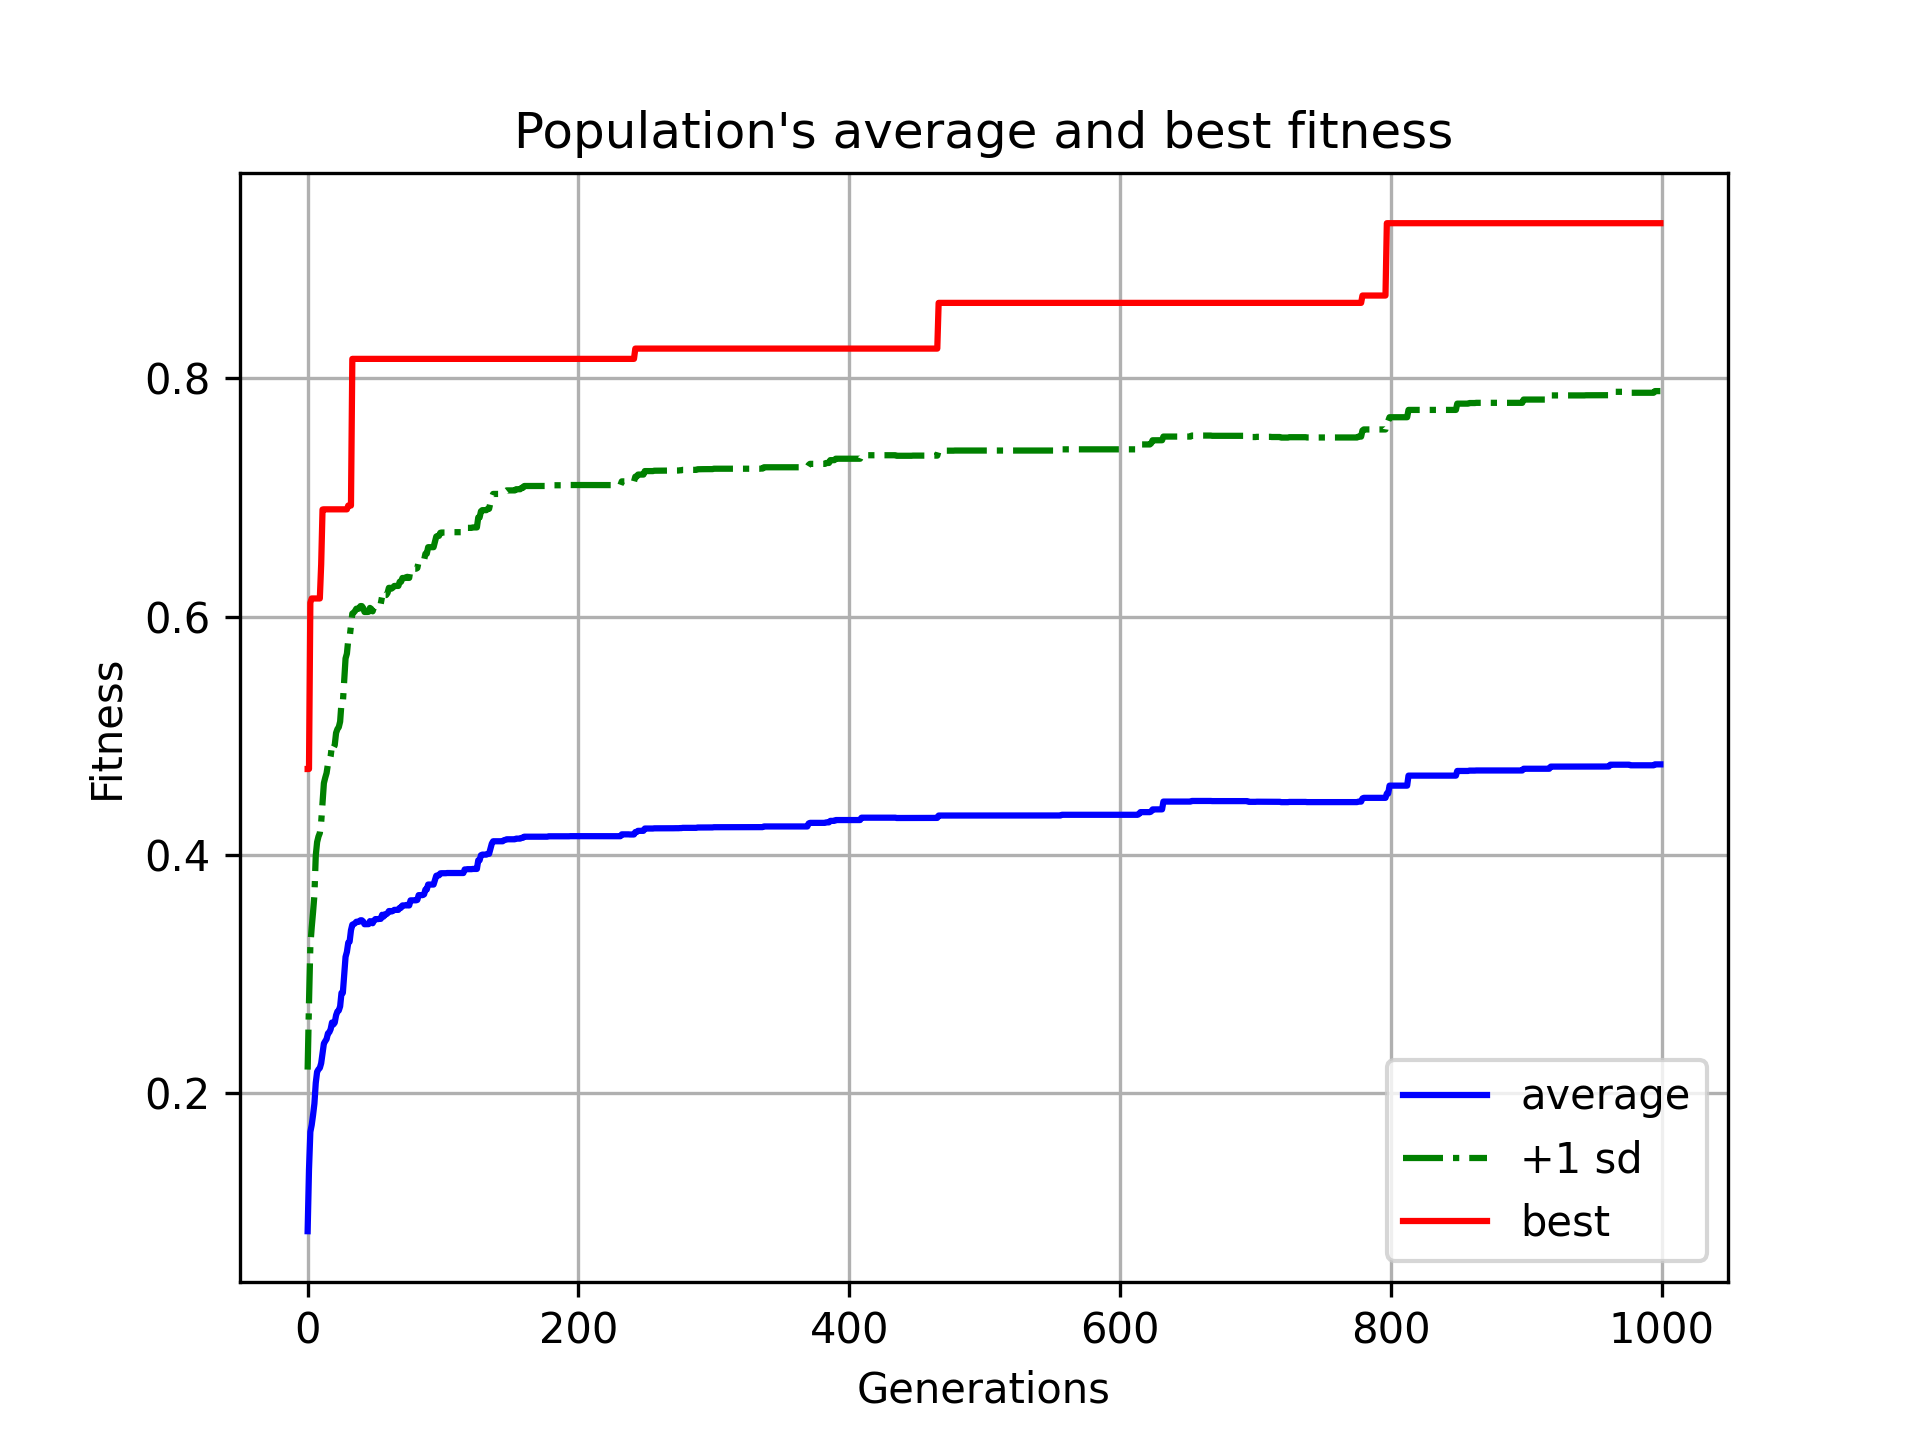 Population's average and best fitness
Fitness
0.8
0.6
0.4
0.2
0 200 400 600 800 1000
Generations
average
+1 sd
best